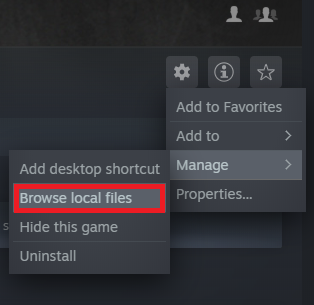 Add to Favorites
Add to
Manage
Properties...
Add desktop shortcut
Browse local files
Hide this game
Uninstall